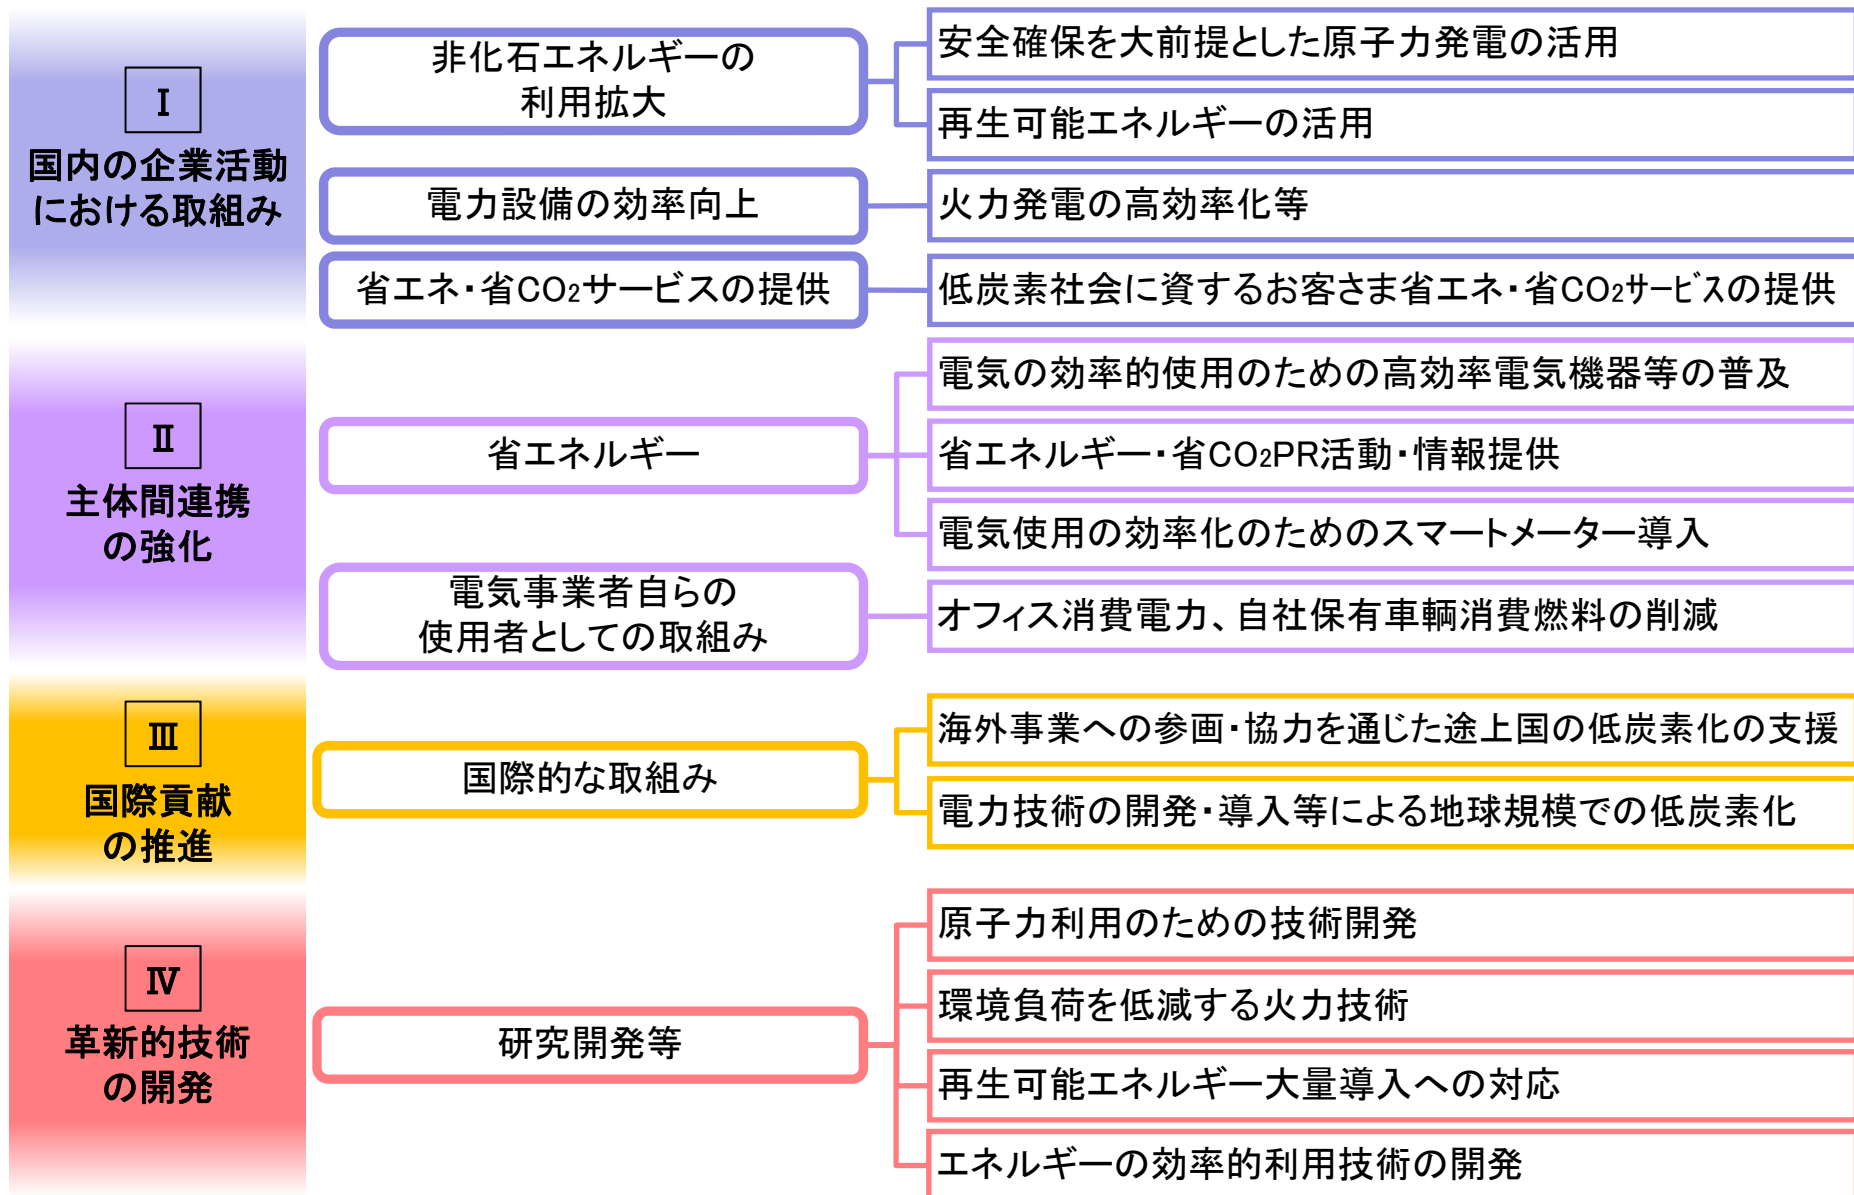 Ⅰ
国内の企業活動
における取組み
非化石エネルギーの
利用拡大
安全確保を大前提とした原子力発電の活用
再生可能エネルギーの活用
電力設備の効率向上
火力発電の高効率化等
省エネ・省CO₂サービスの提供
低炭素社会に資するお客さま省エネ・省CO₂ｻｰﾋﾞｽの提供
Ⅱ
主体間連携
の強化
省エネルギー
電気の効率的使用のための高効率電気機器等の普及
省エネルギー・省CO₂PR活動・情報提供
電気使用の効率化のためのスマートメーター導入
電気事業者自らの
使用者としての取組み
オフィス消費電力、自社保有車輌消費燃料の削減
Ⅲ
国際貢献
の推進
国際的な取組み
海外事業への参画・協力を通じた途上国の低炭素化の支援
電力技術の開発・導入等による地球規模での低炭素化
Ⅳ
革新的技術
の開発
研究開発等
原子力利用のための技術開発
環境負荷を低減する火力技術
再生可能エネルギー大量導入への対応
エネルギーの効率的利用技術の開発